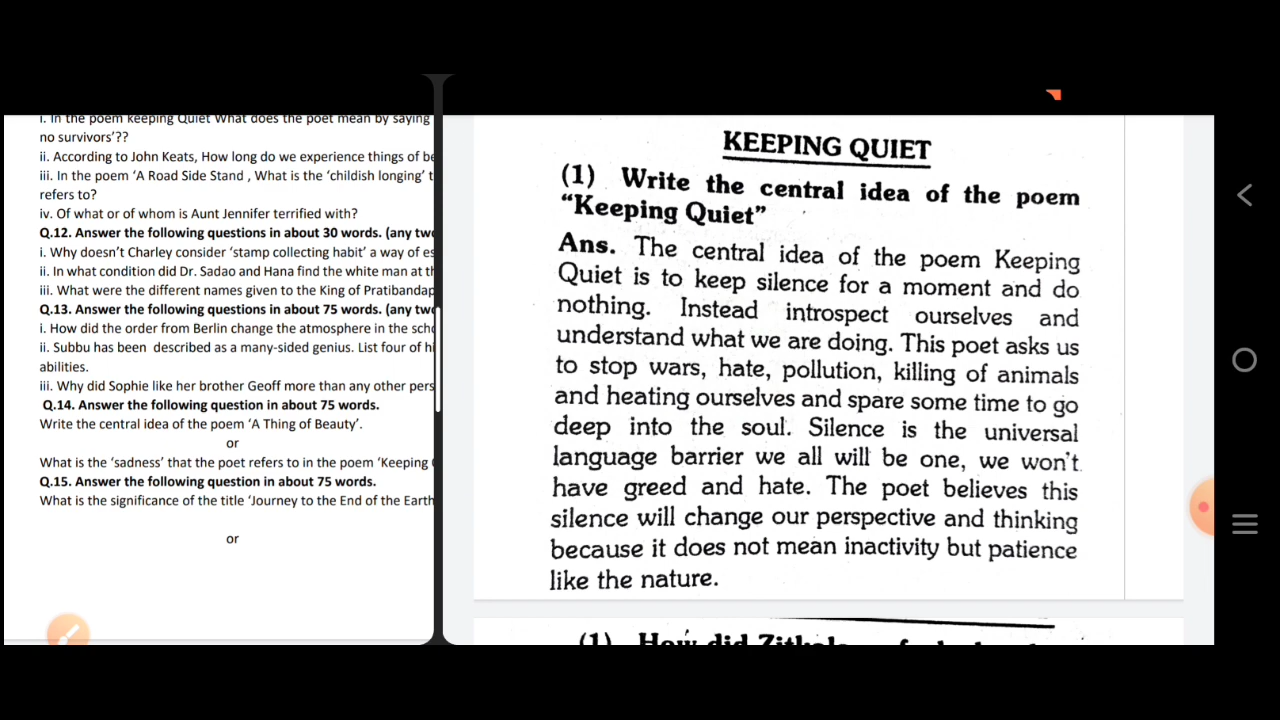 i. In the poem keeping Quiet What does the poet mean by saying
no survivors'??
ii. According to John Keats, How long do we experience things of be
iii. In the poem 'A Road Side Stand , What is the 'childish longing' t
refers to?
iv. Of what or of whom is Aunt Jennifer terrified with?
Q.12. Answer the following questions in about 30 words. (any two
i. Why doesn't Charley consider 'stamp collecting habit' a way of es
ii. In what condition did Dr. Sadao and Hana find the white man at th
iii. What were the different names given to the King of Pratibandap
Q.13. Answer the following questions in about 75 words. (any two
i. How did the order from Berlin change the atmosphere in the scho
ii. Subbu has been described as a many-sided genius. List four of hi
abilities.
iii. Why did Sophie like her brother Geoff more than any other pers
Q.14. Answer the following question in about 75 words.
Write the central idea of the poem 'A Thing of Beauty'.
or
What is the 'sadness' that the poet refers to in the poem 'Keeping
Q.15. Answer the following question in about 75 words.
What is the significance of the title 'Journey to the End of the Earth
or
KEEPING QUIET
(1) Write the central idea of the poem
"Keeping Quiet"
Ans. The central idea of the poem Keeping
Quiet is to keep silence for a moment and do
nothing. Instead introspect ourselves and
understand what we are doing. This poet asks us
to stop wars, hate, pollution, killing of animals
and heating ourselves and spare some time to go
deep into the soul. Silence is the universal
language barrier we all will be one, we won't
have greed and hate. The poet believes this
silence will change our perspective and thinking
because it does not mean inactivity but patience
like the nature.
(1) How did